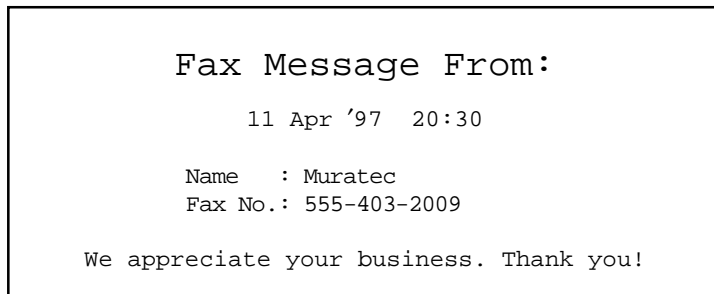 Fax Message From:
11 Apr ′97 20:30
Name : Muratec
Fax No.: 555-403-2009
We appreciate your business. Thank you!